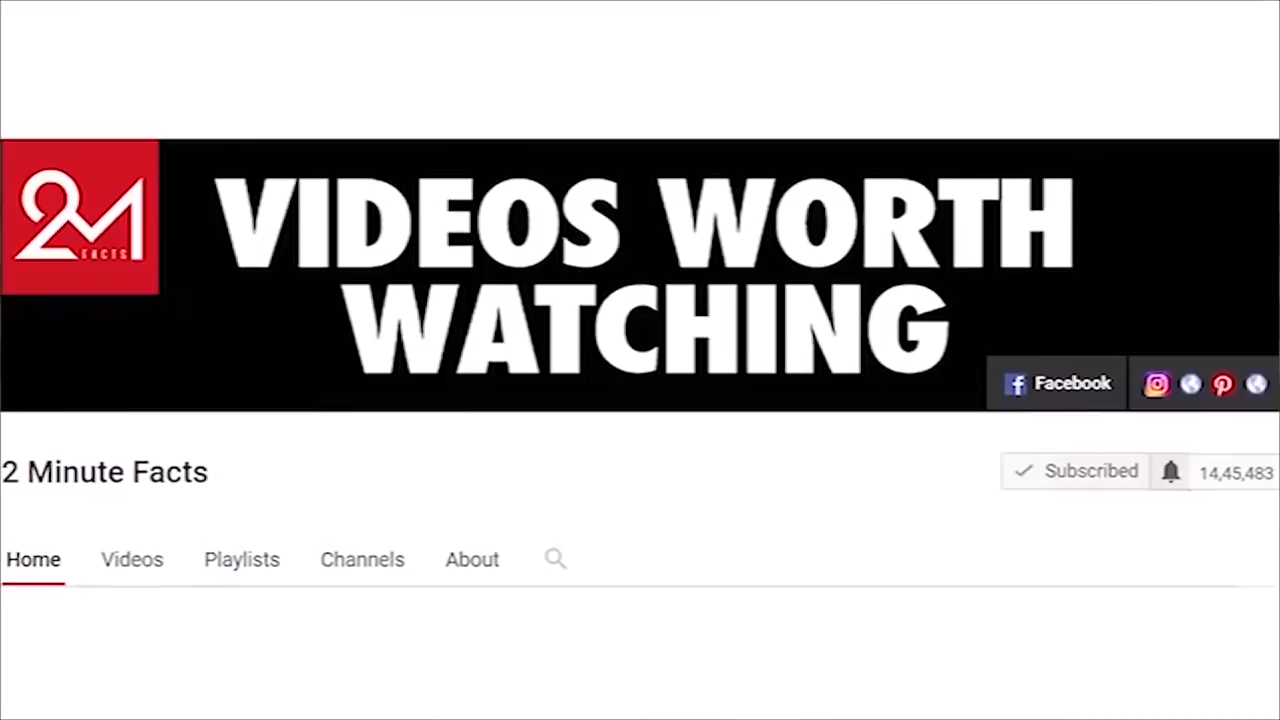 2M
FACTS
VIDEOS WORTH
WATCHING
Facebook
2 Minute Facts
Subscribed
14,45,483
Home
Videos
Playlists
Channels
About